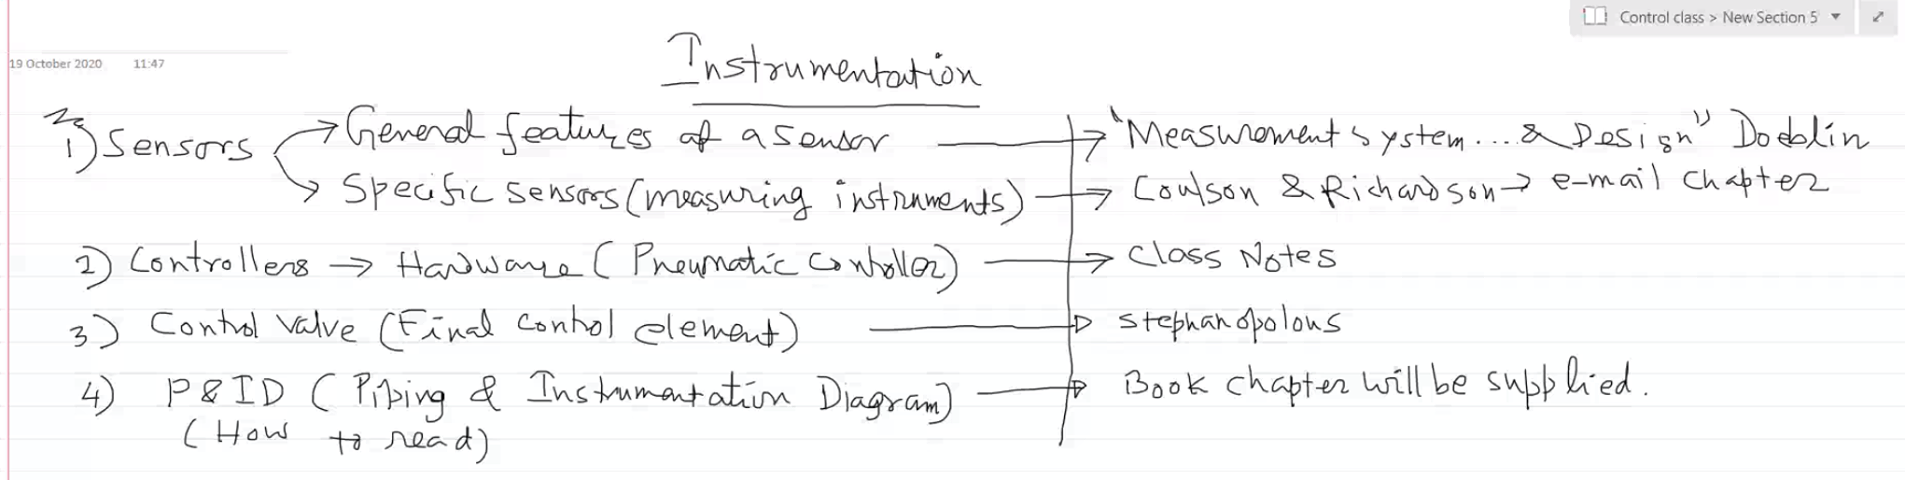 Control class > New Section 5
19 October 2020 11:47
Instrumentation
1) Sensors → General features of a sensor → "Measurement system ... & Design" Doeblin
→ Specific sensors (measuring instruments) → Coulson & Richardson → e-mail chapter
2) Controllers → Hardware (Pneumatic Controller) → Class Notes
3) Control valve (Final control element) → stephanopolous
4) P & ID (Piping & Instrumentation Diagram) → Book chapter will be supplied.
(How to read)